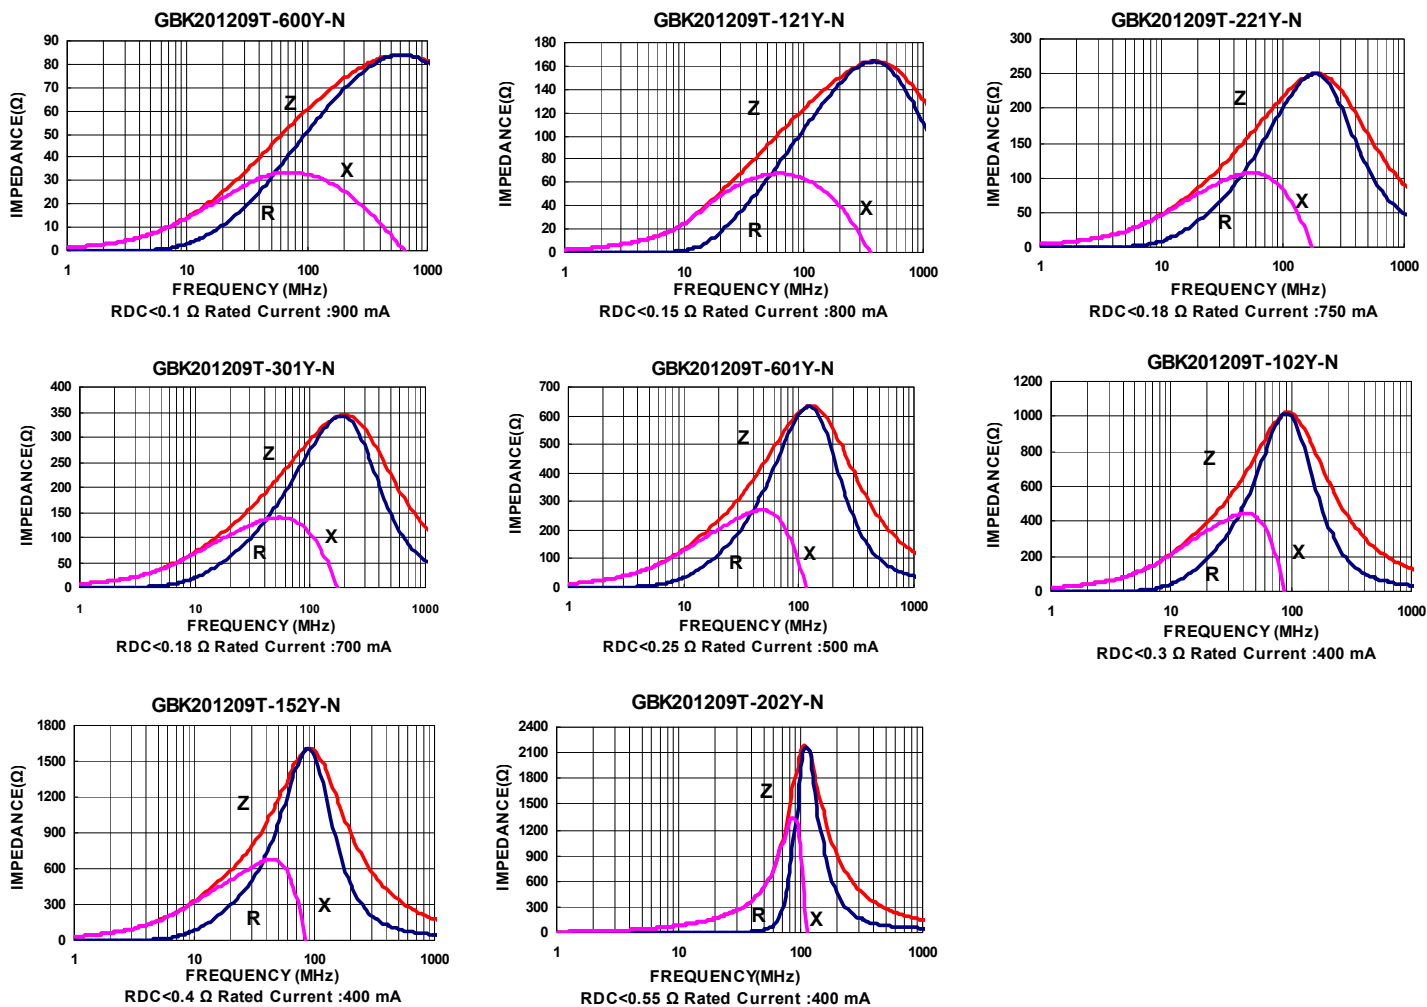 GBK201209T-600Y-N
IMPEDANCE(Ω)
90
80
70
60
50
40
30
20
10
0
Z
X
R
1 10 100 1000
FREQUENCY (MHz)
RDC<0.1 Ω Rated Current :900 mA
GBK201209T-121Y-N
IMPEDANCE(Ω)
180
160
140
120
100
80
60
40
20
0
Z
X
R
1 10 100 1000
FREQUENCY (MHz)
RDC<0.15 Ω Rated Current :800 mA
GBK201209T-221Y-N
IMPEDANCE(Ω)
300
250
200
150
100
50
0
Z
X
R
1 10 100 1000
FREQUENCY (MHz)
RDC<0.18 Ω Rated Current :750 mA
GBK201209T-301Y-N
IMPEDANCE(Ω)
400
350
300
250
200
150
100
50
0
Z
X
R
1 10 100 1000
FREQUENCY (MHz)
RDC<0.18 Ω Rated Current :700 mA
GBK201209T-601Y-N
IMPEDANCE(Ω)
700
600
500
400
300
200
100
0
Z
X
R
1 10 100 1000
FREQUENCY (MHz)
RDC<0.25 Ω Rated Current :500 mA
GBK201209T-102Y-N
IMPEDANCE(Ω)
1200
1000
800
600
400
200
0
Z
X
R
1 10 100 1000
FREQUENCY (MHz)
RDC<0.3 Ω Rated Current :400 mA
GBK201209T-152Y-N
IMPEDANCE(Ω)
1800
1500
1200
900
600
300
0
Z
X
R
1 10 100 1000
FREQUENCY (MHz)
RDC<0.4 Ω Rated Current :400 mA
GBK201209T-202Y-N
IMPEDANCE(Ω)
2400
2100
1800
1500
1200
900
600
300
0
Z
R
X
1 10 100 1000
FREQUENCY(MHz)
RDC<0.55 Ω Rated Current :400 mA